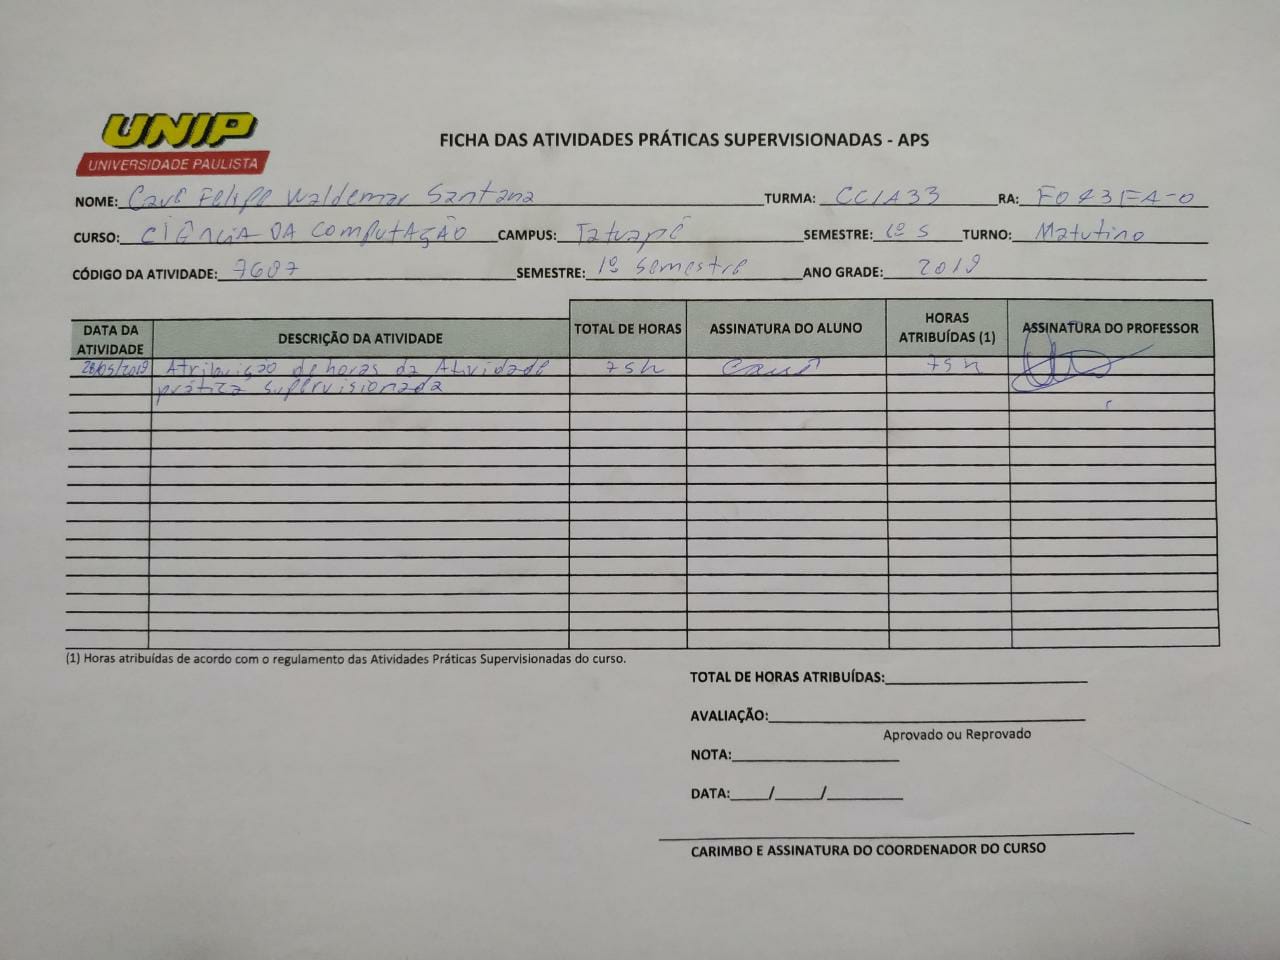 UNIP
UNIVERSIDADE PAULISTA
FICHA DAS ATIVIDADES PRÁTICAS SUPERVISIONADAS - APS
NOME: Cauê Felipe Waldemar Santana TURMA: CC1A33 RA: F043IEA-0
CURSO: CIÊNCIA DA COMPUTAÇÃO CAMPUS: Tatuapé SEMESTRE: 1º S TURNO: Matutino
CÓDIGO DA ATIVIDADE: 7607 SEMESTRE: 1º Semestre ANO GRADE: 2019
DATA DA ATIVIDADE DESCRIÇÃO DA ATIVIDADE TOTAL DE HORAS ASSINATURA DO ALUNO HORAS ATRIBUÍDAS (1) ASSINATURA DO PROFESSOR
28/05/2019 Atribuição de horas da Atividade 75h Cauê 75h
prática supervisionada
(1) Horas atribuídas de acordo com o regulamento das Atividades Práticas Supervisionadas do curso.
TOTAL DE HORAS ATRIBUÍDAS:
AVALIAÇÃO:
Aprovado ou Reprovado
NOTA:
DATA: / /
CARIMBO E ASSINATURA DO COORDENADOR DO CURSO